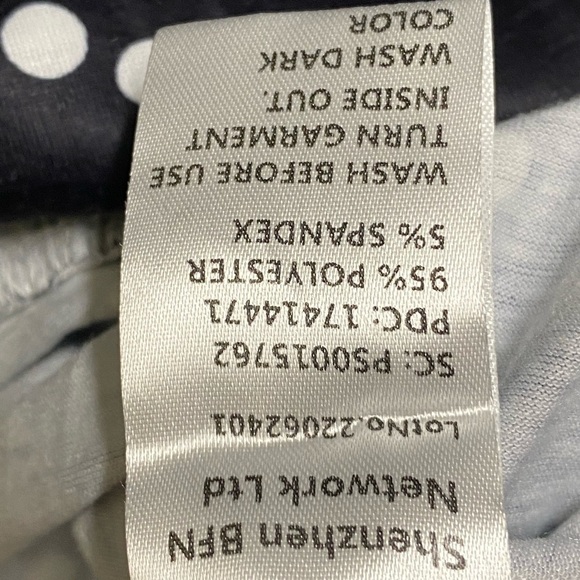 Shenzhen BFN
Network Ltd
LotNo.22062401
SC: PS0015762
PDC: 17414471
95% POLYESTER
5% SPANDEX
WASH BEFORE USE
TURN GARMENT
INSIDE OUT.
WASH DARK
COLOR